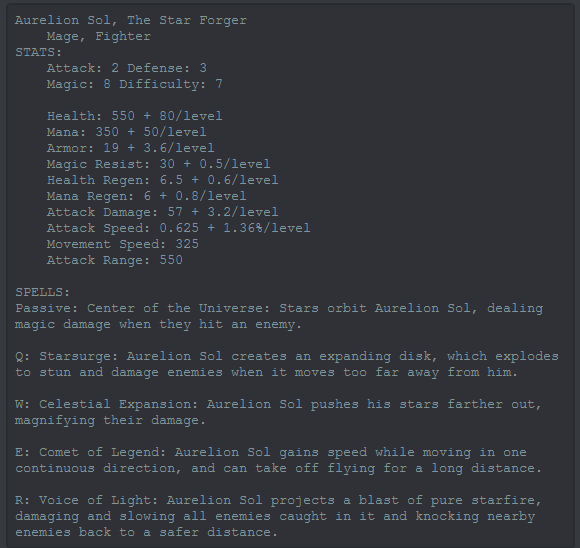 Aurelion Sol, The Star Forger
Mage, Fighter
STATS:
Attack: 2 Defense: 3
Magic: 8 Difficulty: 7
Health: 550 + 80/level
Mana: 350 + 50/level
Armor: 19 + 3.6/level
Magic Resist: 30 + 0.5/level
Health Regen: 6.5 + 0.6/level
Mana Regen: 6 + 0.8/level
Attack Damage: 57 + 3.2/level
Attack Speed: 0.625 + 1.36%/level
Movement Speed: 325
Attack Range: 550
SPELLS:
Passive: Center of the Universe: Stars orbit Aurelion Sol, dealing
magic damage when they hit an enemy.
Q: Starsurge: Aurelion Sol creates an expanding disk, which explodes
to stun and damage enemies when it moves too far away from him.
W: Celestial Expansion: Aurelion Sol pushes his stars farther out,
magnifying their damage.
E: Comet of Legend: Aurelion Sol gains speed while moving in one
continuous direction, and can take off flying for a long distance.
R: Voice of Light: Aurelion Sol projects a blast of pure starfire,
damaging and slowing all enemies caught in it and knocking nearby
enemies back to a safer distance.